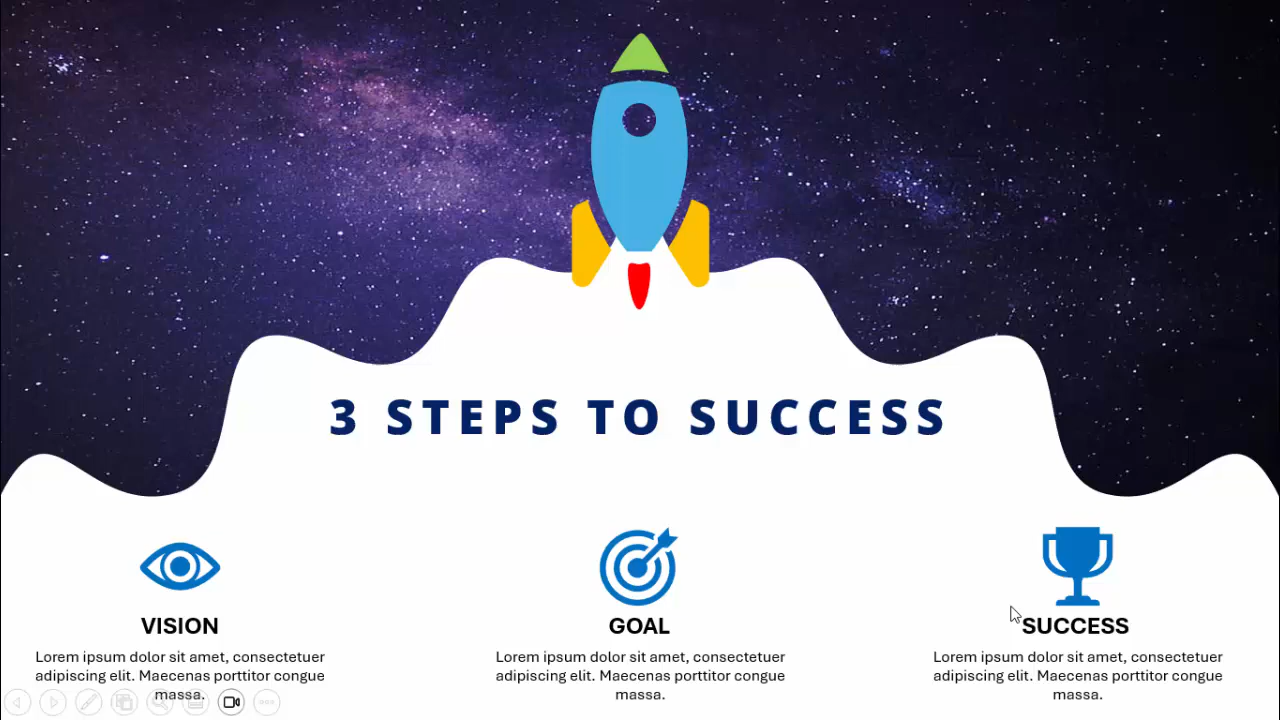 3 STEPS TO SUCCESS
VISION
Lorem ipsum dolor sit amet, consectetuer
adipiscing elit. Maecenas porttitor congue
massa.
GOAL
Lorem ipsum dolor sit amet, consectetuer
adipiscing elit. Maecenas porttitor congue
massa.
SUCCESS
Lorem ipsum dolor sit amet, consectetuer
adipiscing elit. Maecenas porttitor congue
massa.